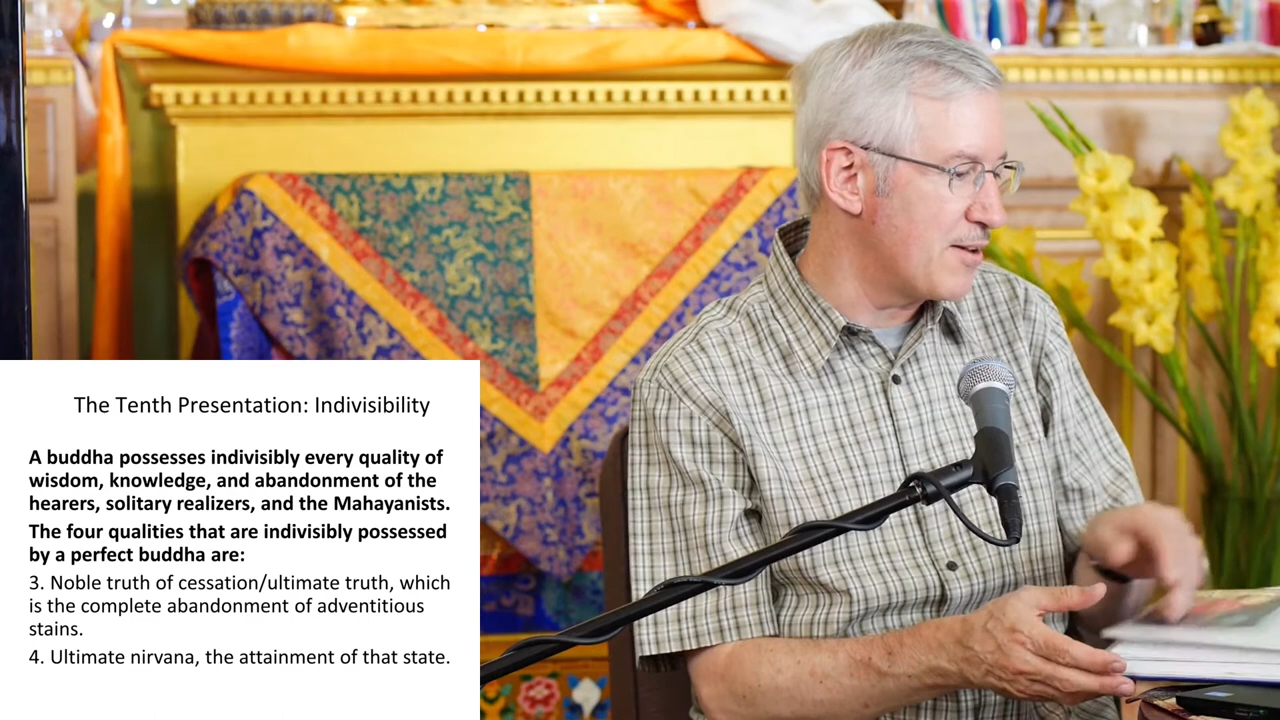 The Tenth Presentation: Indivisibility
A buddha possesses indivisibly every quality of
wisdom, knowledge, and abandonment of the
hearers, solitary realizers, and the Mahayanists.
The four qualities that are indivisibly possessed
by a perfect buddha are:
3. Noble truth of cessation/ultimate truth, which
is the complete abandonment of adventitious
stains.
4. Ultimate nirvana, the attainment of that state.